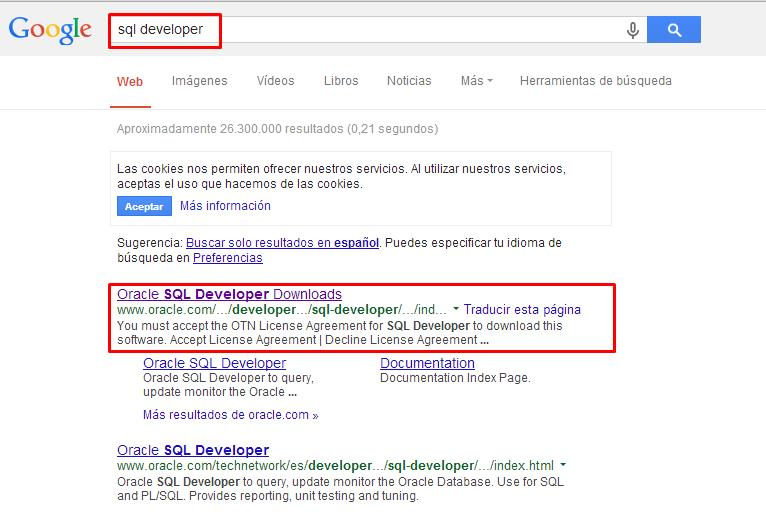 Google
sql developer
Web Imágenes Vídeos Libros Noticias Más Herramientas de búsqueda
Aproximadamente 26.300.000 resultados (0,21 segundos)
Las cookies nos permiten ofrecer nuestros servicios. Al utilizar nuestros servicios,
aceptas el uso que hacemos de las cookies.
Aceptar Más información
Sugerencia: Buscar solo resultados en español. Puedes especificar tu idioma de
búsqueda en Preferencias
Oracle SQL Developer Downloads
www.oracle.com/.../developer.../sql-developer/.../ind... Traducir esta página
You must accept the OTN License Agreement for SQL Developer to download this
software. Accept License Agreement | Decline License Agreement ...
Oracle SQL Developer
Oracle SQL Developer to query,
update monitor the Oracle ...
Documentation
Documentation Index Page.
Más resultados de oracle.com »
Oracle SQL Developer
www.oracle.com/technetwork/es/developer.../sql-developer/.../index.html
Oracle SQL Developer to query, update monitor the Oracle Database. Use for SQL
and PL/SQL. Provides reporting, unit testing and tuning.